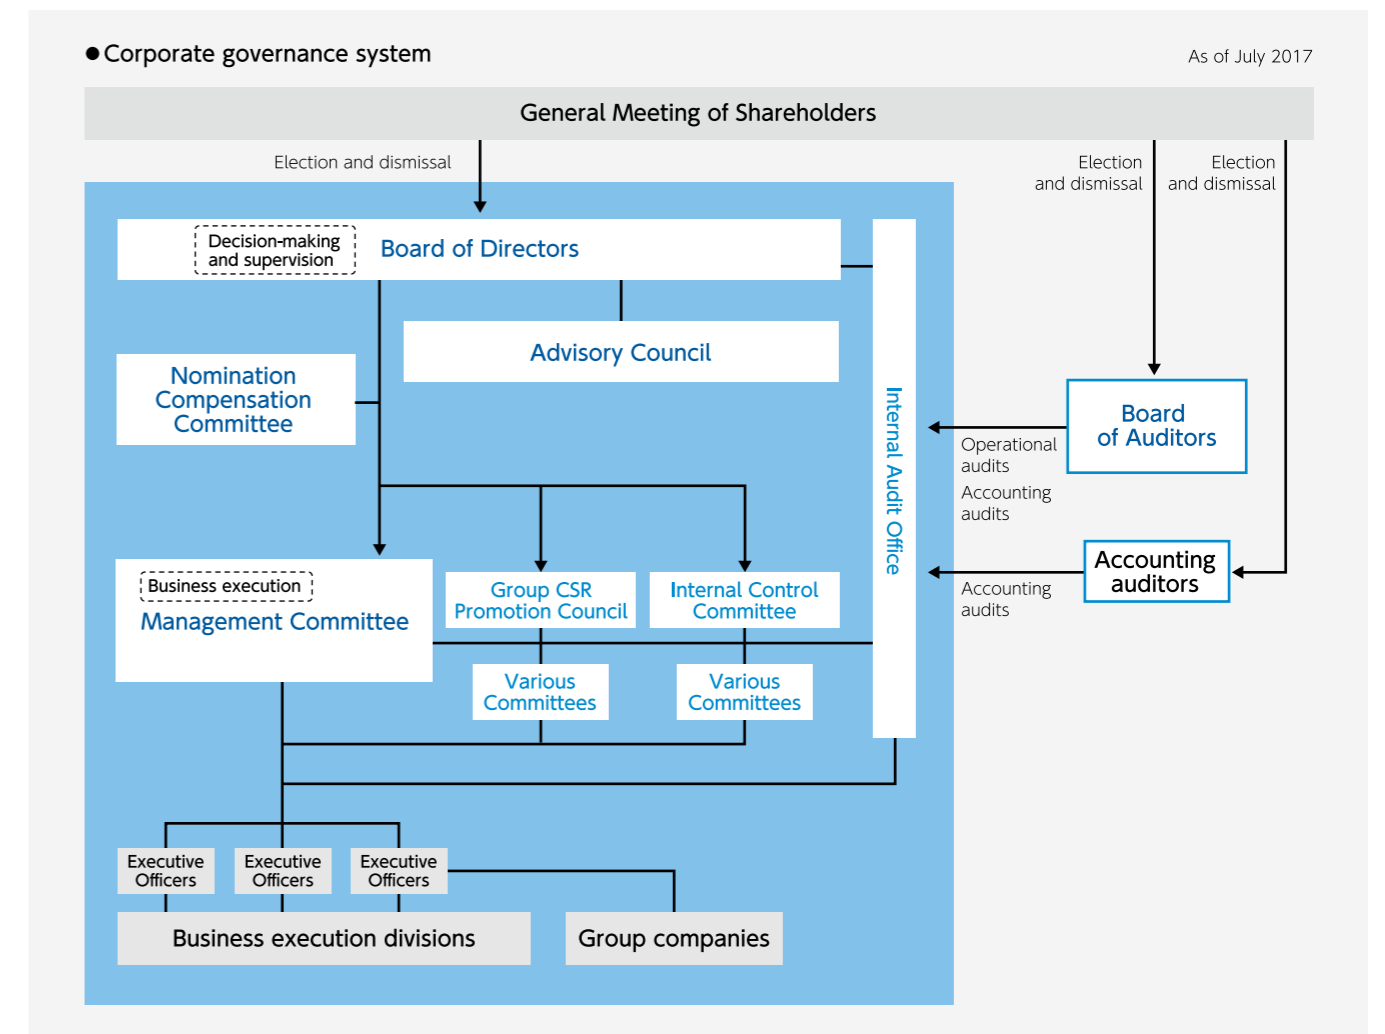 ● Corporate governance system
As of July 2017
General Meeting of Shareholders
Election and dismissal
Election
and dismissal
Election
and dismissal
Decision-making
and supervision
Board of Directors
Advisory Council
Nomination
Compensation
Committee
Internal Audit Office
Board
of Auditors
Operational
audits
Accounting
audits
Accounting
auditors
Accounting
audits
Business execution
Management Committee
Group CSR
Promotion Council
Internal Control
Committee
Various
Committees
Various
Committees
Executive
Officers
Executive
Officers
Executive
Officers
Business execution divisions
Group companies